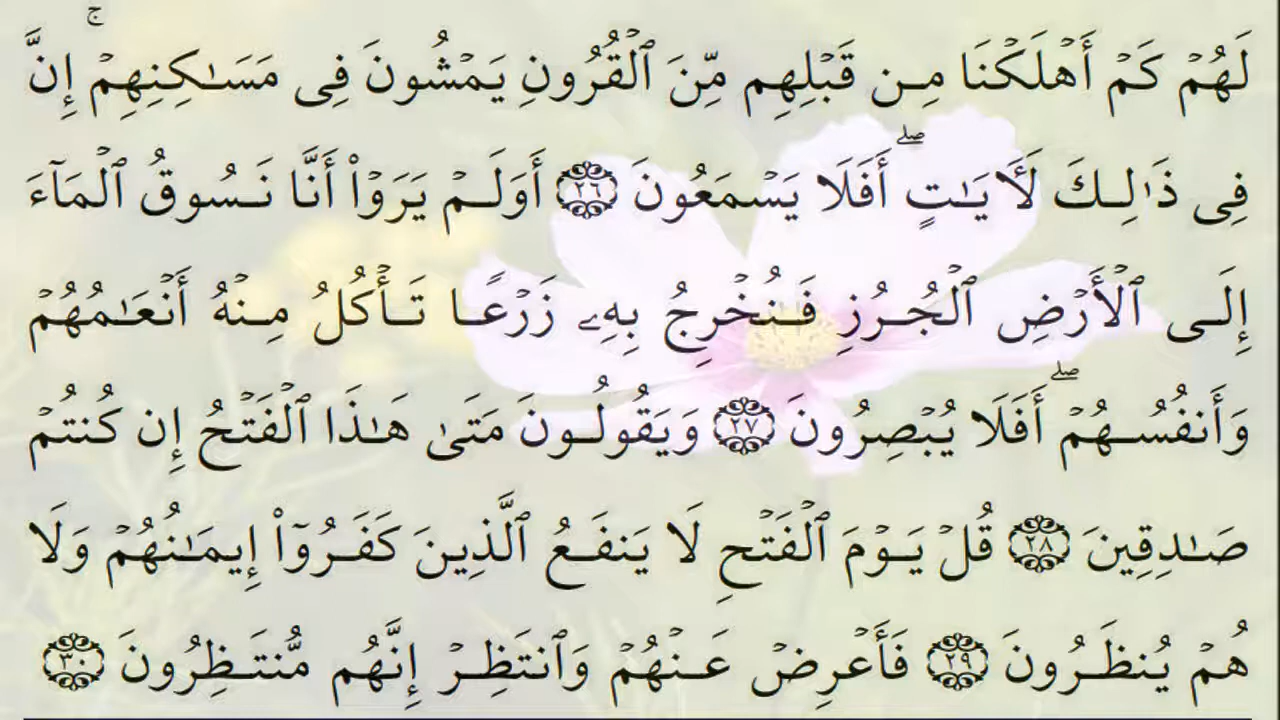 لَهُمۡ كَمۡ أَهۡلَكۡنَا مِن قَبۡلِهِم مِّنَ ٱلۡقُرُونِ يَمۡشُونَ فِى مَسَـٰكِنِهِمۡۚ إِنَّ
فِى ذَٰلِكَ لَأَيَـٰتٍۖ أَفَلَا يَسۡمَعُونَ ٢٦ أَوَلَمۡ يَرَوۡاْ أَنَّا نَسُوقُ ٱلۡمَآءَ
إِلَى ٱلۡأَرۡضِ ٱلۡجُرُزِ فَنُخۡرِجُ بِهِۦ زَرۡعًا تَأۡكُلُ مِنۡهُ أَنۡعَـٰمُهُمۡ
وَأَنفُسُهُمۡۖ أَفَلَا يُبۡصِرُونَ ٢٧ وَيَقُولُونَ مَتَىٰ هَـٰذَا ٱلۡفَتۡحُ إِن كُنتُمۡ
صَـٰدِقِينَ ٢٨ قُلۡ يَوۡمَ ٱلۡفَتۡحِ لَا يَنفَعُ ٱلَّذِينَ كَفَرُوٓاْ إِيمَـٰنُهُمۡ وَلَا
هُمۡ يُنظَرُونَ ٢٩ فَأَعۡرِضۡ عَنۡهُمۡ وَٱنتَظِرۡ إِنَّهُم مُّنتَظِرُونَ ٣٠